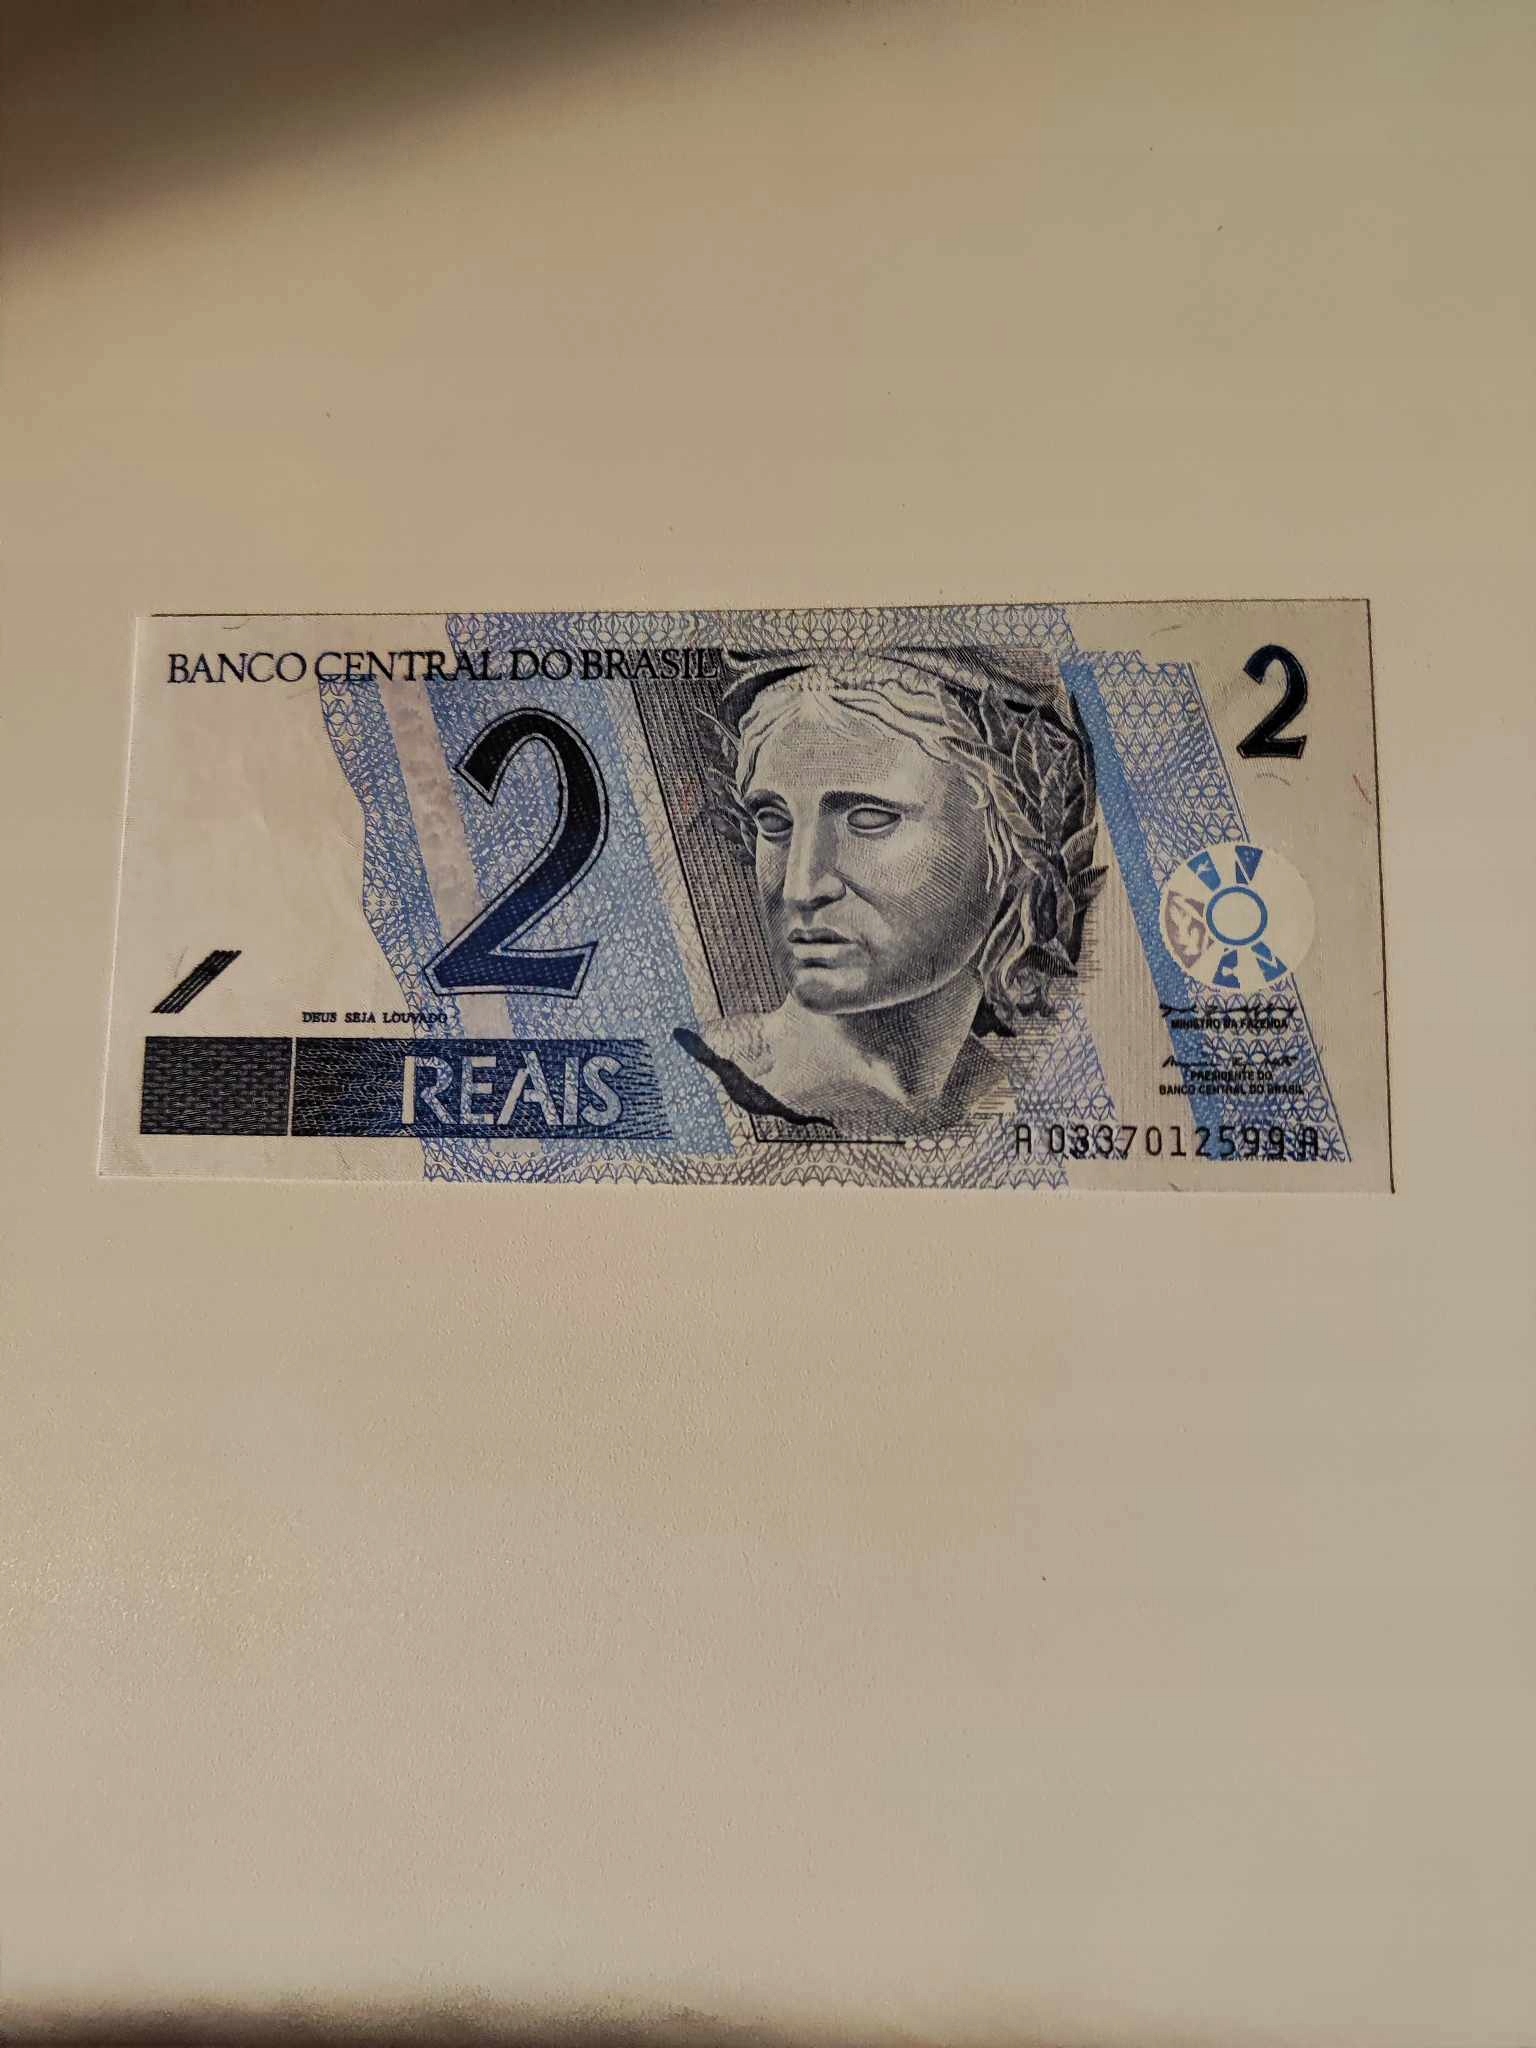 BANCO CENTRAL DO BRASIL
2
2
DEUS SEJA LOUVADO
REAIS
MINISTRO DA FAZENDA
PRESIDENTE DO
BANCO CENTRAL DO BRASIL
A 0337012599 A